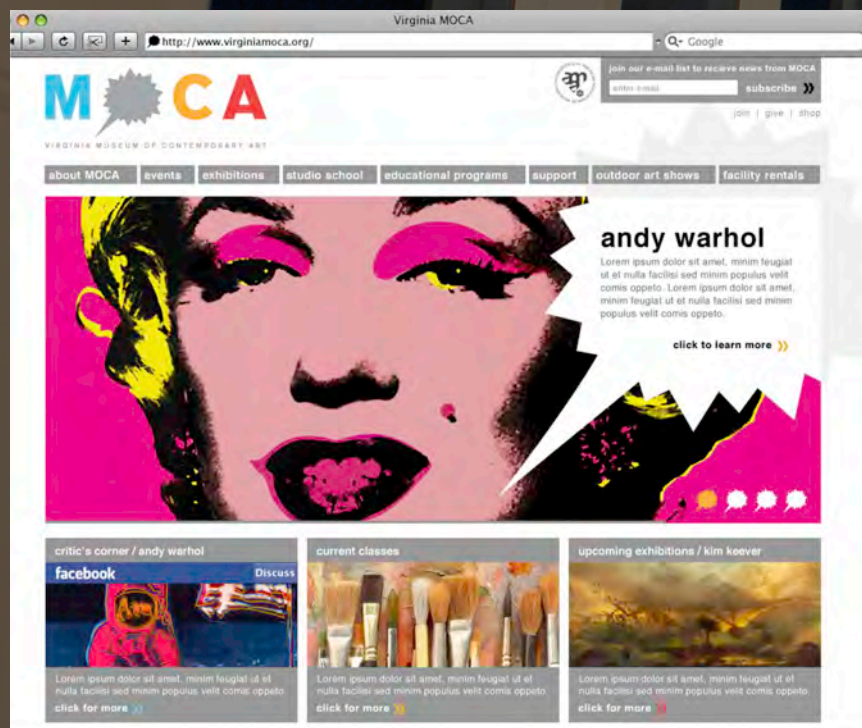 Virginia MOCA
http://www.virginiamoca.org/
Google
M CA
VIRGINIA MUSEUM OF CONTEMPORARY ART
join our e-mail list to recieve news from MOCA
enter e-mail
subscribe »
join | give | shop
about MOCA
events
exhibitions
studio school
educational programs
support
outdoor art shows
facility rentals
andy warhol
Lorem ipsum dolor sit amet, minim feugiat
ut et nulla facilisi sed minim populus velit
comis oppeto. Lorem ipsum dolor sit amet,
minim feugiat ut et nulla facilisi sed minim
populus velit comis oppeto.
click to learn more »
critic's corner / andy warhol
facebook
Discuss
Lorem ipsum dolor sit amet, minim feugiat ut et
nulla facilisi sed minim populus velit comis oppeto
click for more »
current classes
Lorem ipsum dolor sit amet, minim feugiat ut et
nulla facilisi sed minim populus velit comis oppeto
click for more »
upcoming exhibitions / kim keever
Lorem ipsum dolor sit amet, minim feugiat ut et
nulla facilisi sed minim populus velit comis oppeto
click for more »